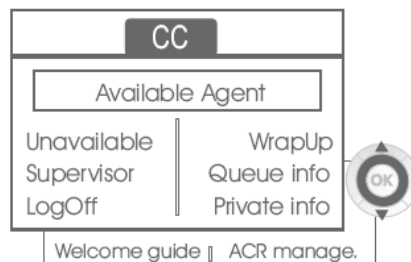 CC
Available Agent
Unavailable WrapUp
Supervisor Queue info
LogOff Private info
OK
Welcome guide ACR manage.